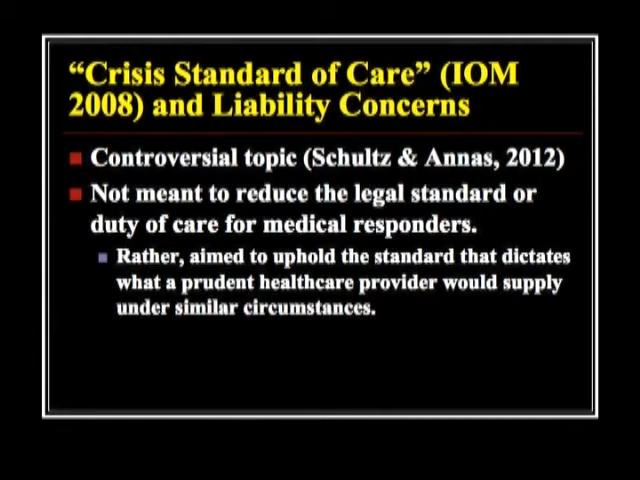 “Crisis Standard of Care” (IOM
2008) and Liability Concerns
Controversial topic (Schultz & Annas, 2012)
Not meant to reduce the legal standard or
duty of care for medical responders.
Rather, aimed to uphold the standard that dictates
what a prudent healthcare provider would supply
under similar circumstances.